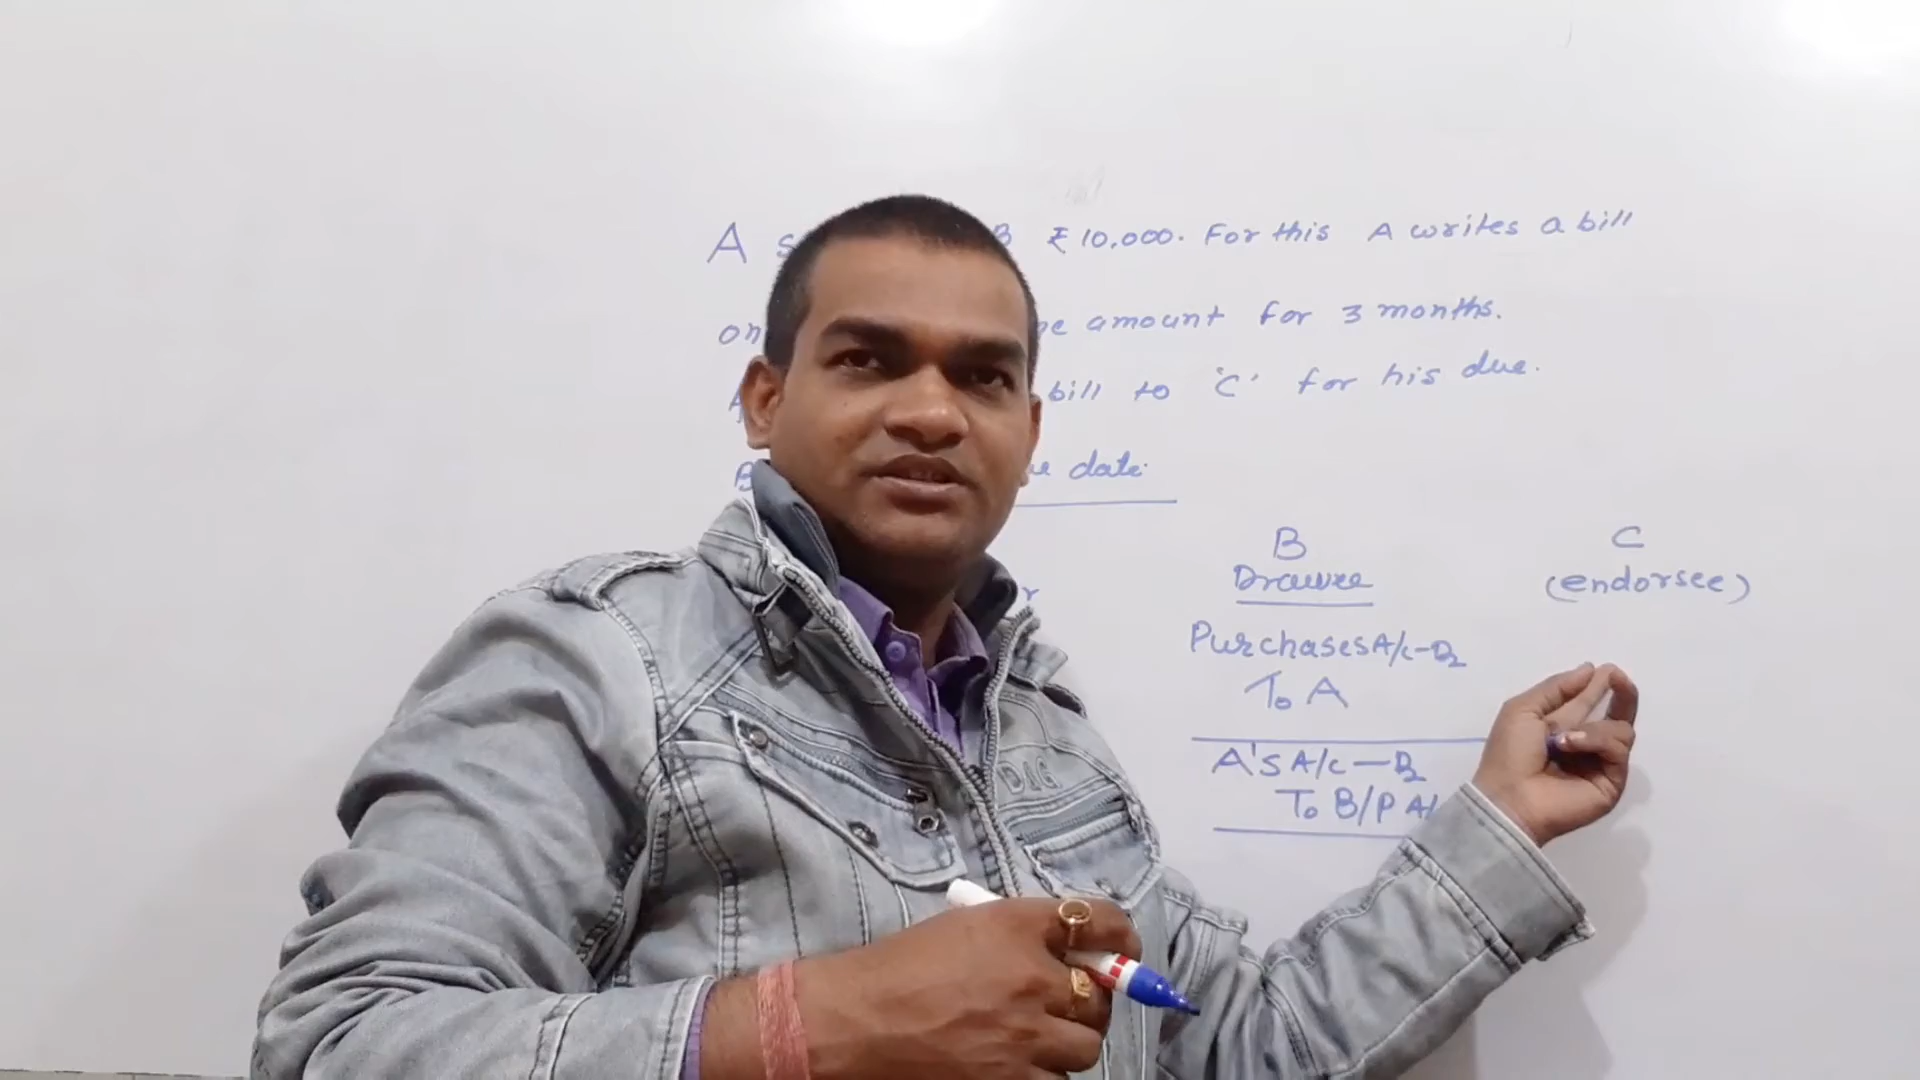 A B ₹10,000. For this A writes a bill
on amount for 3 months.
bill to 'C' for his due.
B date.
B
Drawee
C
(endorsee)
Purchases A/c-Dr
To A
A's A/c — Dr
To B/P A/
DAG